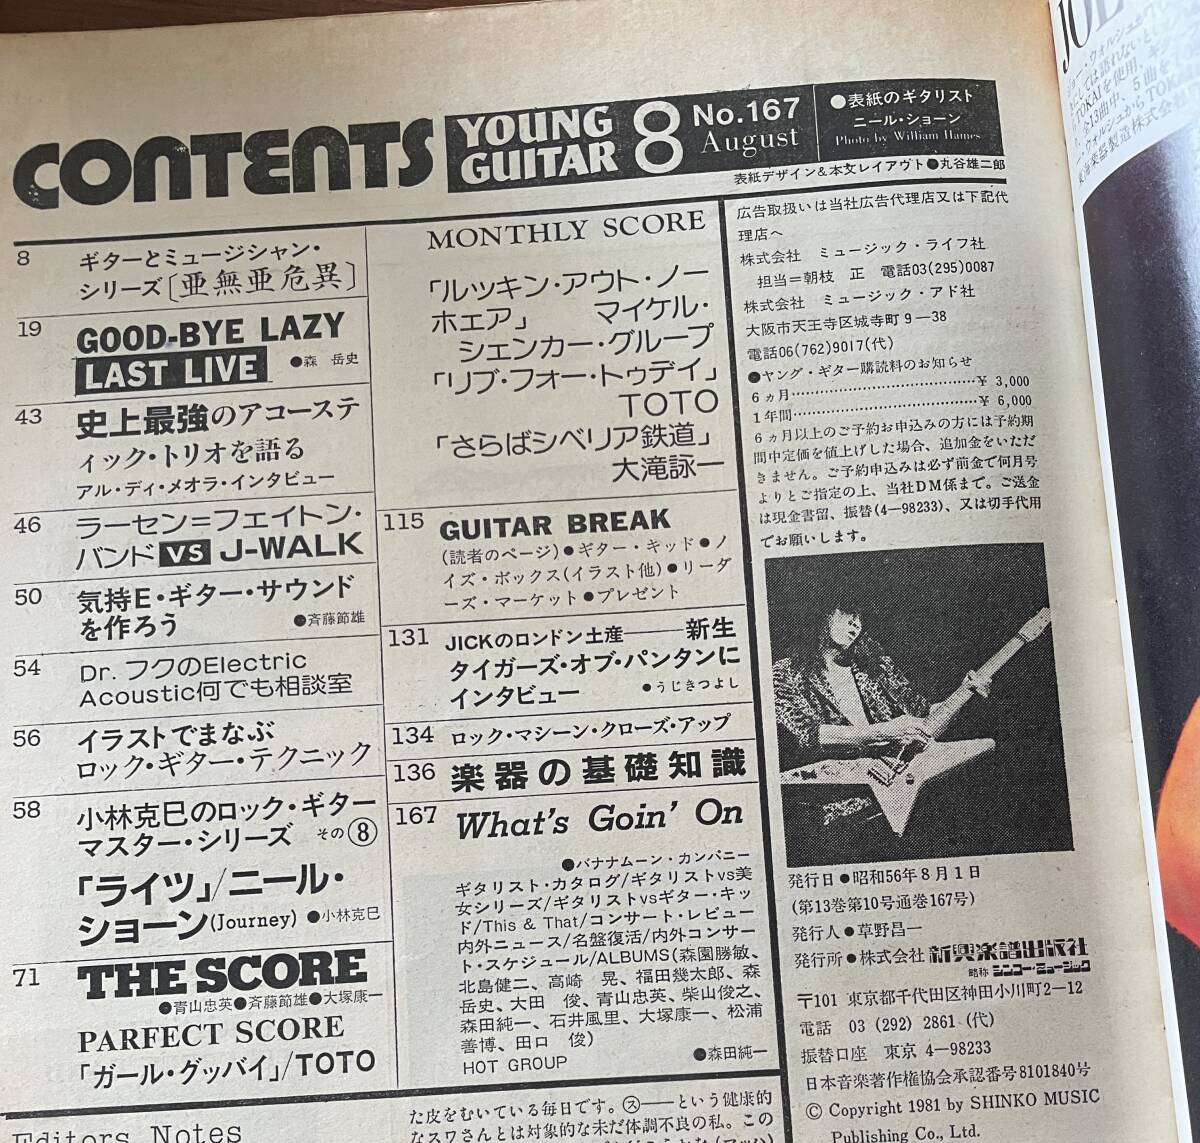 CONTENTS
YOUNG
GUITAR
8
No.167
August
●表紙のギタリスト
ニール・ショーン
Photo by William Hames
表紙デザイン&本文レイアウト●丸谷雄二郎
8
ギターとミュージシャン・
シリーズ〔亜無亜危異〕
19
GOOD-BYE LAZY
LAST LIVE
●森 岳史
43
史上最強のアコーステ
ィック・トリオを語る
アル・ディ・メオラ・インタビュー
46
ラーセン=フェイトン・
バンド VS J-WALK
50
気持E・ギター・サウンド
を作ろう
●斉藤節雄
54
Dr. フクのElectric
Acoustic何でも相談室
56
イラストでまなぶ
ロック・ギター・テクニック
58
小林克巳のロック・ギター
マスター・シリーズ その⑧
「ライツ」/ニール・
ショーン(Journey) ●小林克巳
71
THE SCORE
●青山忠英●斉藤節雄●大塚康一
PARFECT SCORE
「ガール・グッバイ」/TOTO
MONTHLY SCORE
「ルッキン・アウト・ノー
ホェア」 マイケル・
シェンカー・グループ
「リブ・フォー・トゥデイ」
TOTO
「さらばシベリア鉄道」
大滝詠一
115
GUITAR BREAK
(読者のページ)●ギター・キッド●ノ
イズ・ボックス(イラスト他)●リーダ
ーズ・マーケット●プレゼント
131
JICKのロンドン土産――新生
タイガーズ・オブ・パンタンに
インタビュー
●うじきつよし
134
ロック・マシーン・クローズ・アップ
136
楽器の基礎知識
167
What's Goin' On
●バナナムーン・カンパニー
ギタリスト・カタログ/ギタリストvs美
女シリーズ/ギタリストvsギター・キッ
ド/This & That/コンサート・レビュー
内外ニュース/名盤復活/内外コンサー
ト・スケジュール/ALBUMS(森園勝敏、
北島健二、高崎 晃、福田幾太郎、森
岳史、大田 俊、青山忠英、柴山俊之、
森田純一、石井風里、大塚康一、松浦
善博、田口 俊)
HOT GROUP
●森田純一
広告取扱いは当社広告代理店又は下記代
理店へ
株式会社 ミュージック・ライフ社
担当=朝枝 正 電話03(295)0087
株式会社 ミュージック・アド社
大阪市天王寺区城寺町9-38
電話06(762)9017(代)
●ヤング・ギター購読料のお知らせ
6ヵ月……………………………¥ 3,000
1年間……………………………¥ 6,000
6ヵ月以上のご予約お申込みの方には予約期
間中定価を値上げした場合、追加金をいただ
きません。ご予約申込みは必ず前金で何月号
よりとご指定の上、当社DM係まで。ご送金
は現金書留、振替(4-98233)、又は切手代用
でお願いします。
発行日●昭和56年8月1日
(第13巻第10号通巻167号)
発行人●草野昌一
発行所●株式会社 新興楽譜出版社
略称 シンコー・ミュージック
〒101 東京都千代田区神田小川町2-12
電話 03 (292) 2861 (代)
振替口座 東京 4-98233
日本音楽著作権協会承認番号8101840号
© Copyright 1981 by SHINKO MUSIC
Publishing Co., Ltd.
Editors Notes
た皮をむいている毎日です。㋜――という健康的
なスワさんとは対象的な未だ体調不良の私。この